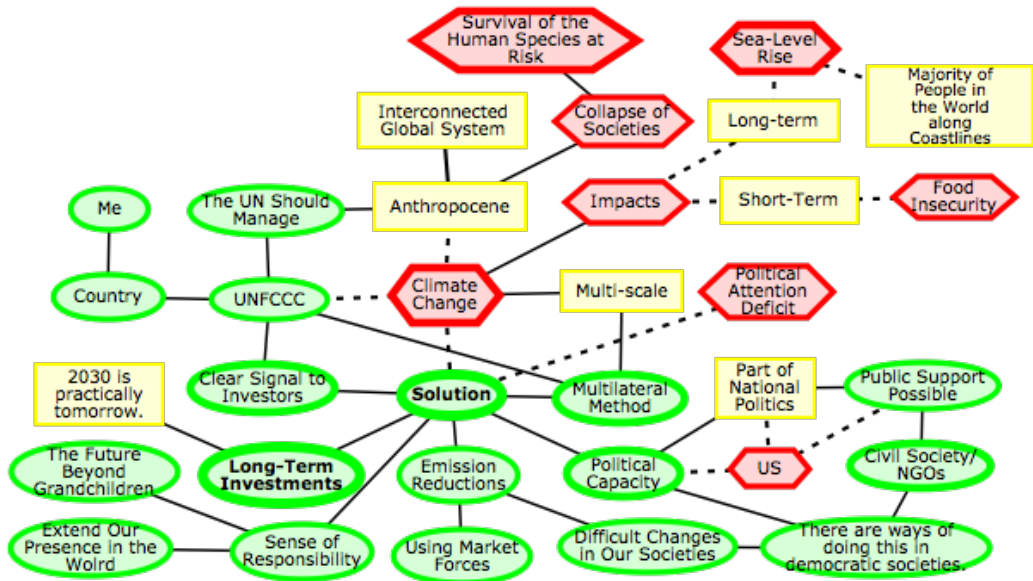 Survival of the
Human Species at
Risk
Sea-Level
Rise
Majority of
People in
the World
along
Coastlines
Interconnected
Global System
Collapse of
Societies
Long-term
Me
The UN Should
Manage
Anthropocene
Impacts
Short-Term
Food
Insecurity
Country
UNFCCC
Climate
Change
Multi-scale
Political
Attention
Deficit
2030 is
practically
tomorrow.
Clear Signal to
Investors
Solution
Multilateral
Method
Part of
National
Politics
Public Support
Possible
The Future
Beyond
Grandchildren
Long-Term
Investments
Emission
Reductions
Political
Capacity
US
Civil Society/
NGOs
Extend Our
Presence in the
Wolrd
Sense of
Responsibility
Using Market
Forces
Difficult Changes
in Our Societies
There are ways of
doing this in
democratic societies.